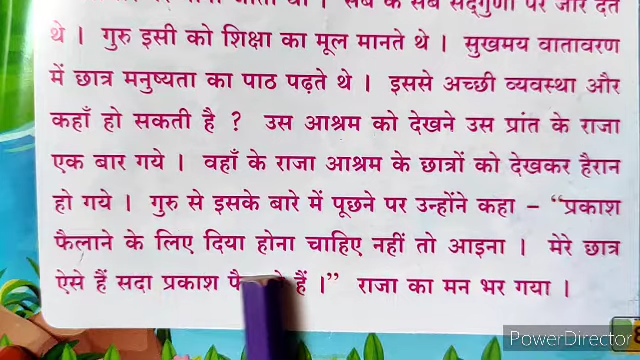 सब के सब सद्गुणों पर जोर देते
थे । गुरु इसी को शिक्षा का मूल मानते थे । सुखमय वातावरण
में छात्र मनुष्यता का पाठ पढ़ते थे । इससे अच्छी व्यवस्था और
कहाँ हो सकती है ? उस आश्रम को देखने उस प्रांत के राजा
एक बार गये । वहाँ के राजा आश्रम के छात्रों को देखकर हैरान
हो गये । गुरु से इसके बारे में पूछने पर उन्होंने कहा – “प्रकाश
फैलाने के लिए दिया होना चाहिए नहीं तो आइना । मेरे छात्र
ऐसे हैं सदा प्रकाश हैं ।” राजा का मन भर गया ।
PowerDirector